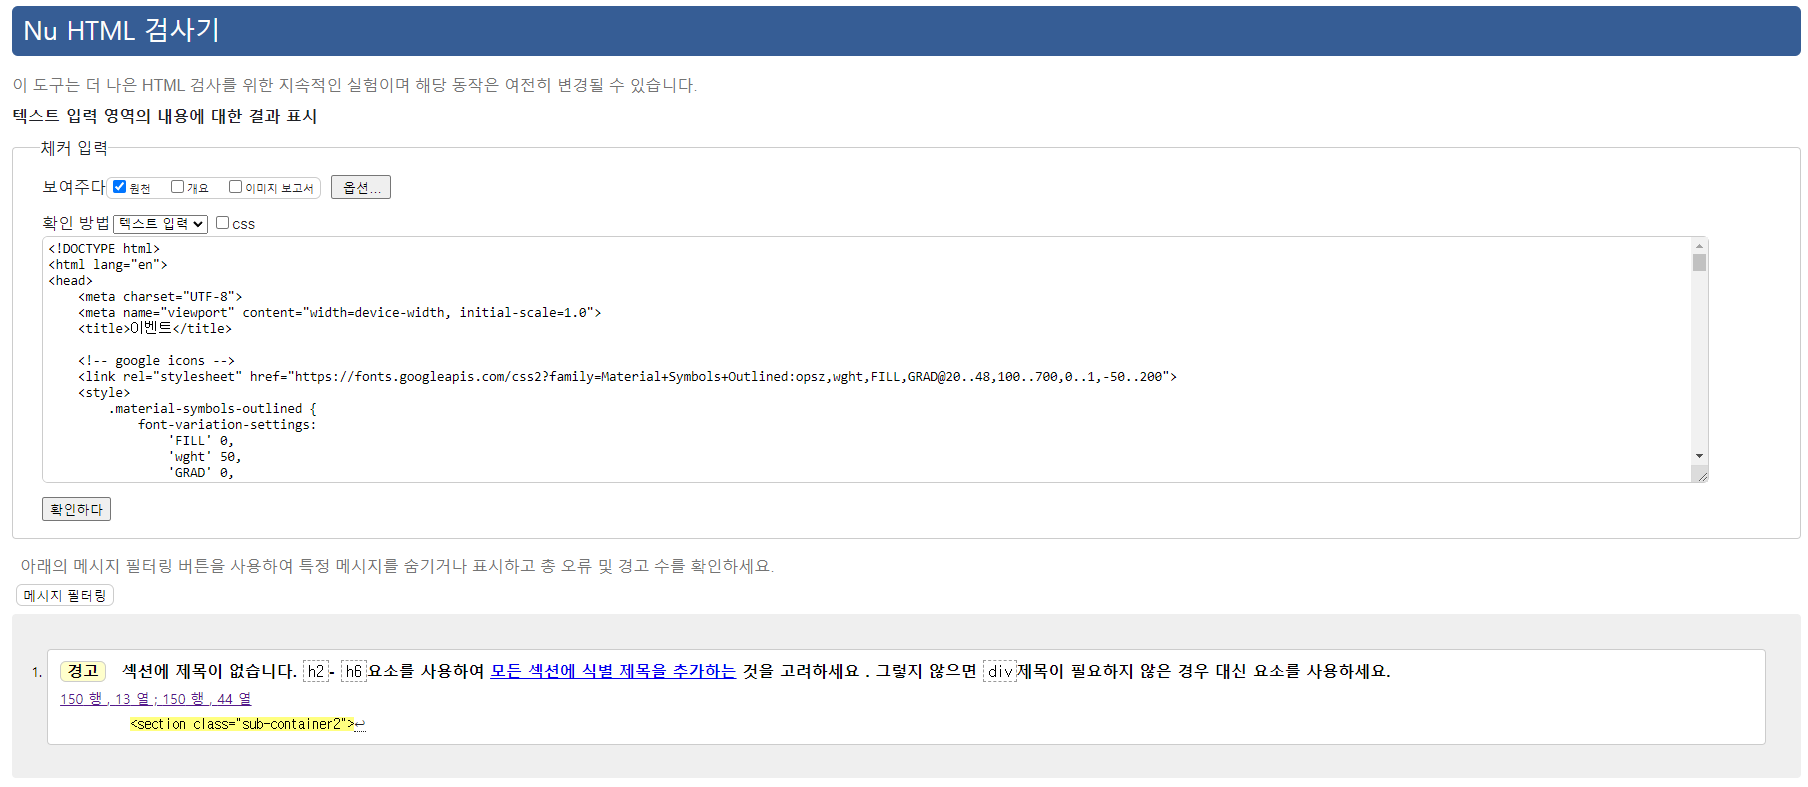 Nu HTML 검사기
이 도구는 더 나은 HTML 검사를 위한 지속적인 실험이며 해당 동작은 여전히 변경될 수 있습니다.
텍스트 입력 영역의 내용에 대한 결과 표시
체커 입력
보여주다 원천 개요 이미지 보고서 옵션...
확인 방법 텍스트 입력 css
<!DOCTYPE html>
<html lang="en">
<head>
<meta charset="UTF-8">
<meta name="viewport" content="width=device-width, initial-scale=1.0">
<title>이벤트</title>
<!-- google icons -->
<link rel="stylesheet" href="https://fonts.googleapis.com/css2?family=Material+Symbols+Outlined:opsz,wght,FILL,GRAD@20..48,100..700,0..1,-50..200">
<style>
.material-symbols-outlined {
font-variation-settings:
'FILL' 0,
'wght' 50,
'GRAD' 0,
확인하다
아래의 메시지 필터링 버튼을 사용하여 특정 메시지를 숨기거나 표시하고 총 오류 및 경고 수를 확인하세요.
메시지 필터링
1. 경고 섹션에 제목이 없습니다. h2- h6요소를 사용하여 모든 섹션에 식별 제목을 추가하는 것을 고려하세요 . 그렇지 않으면 div제목이 필요하지 않은 경우 대신 요소를 사용하세요.
150 행 , 13 열 ; 150 행 , 44 열
<section class="sub-container2">↩